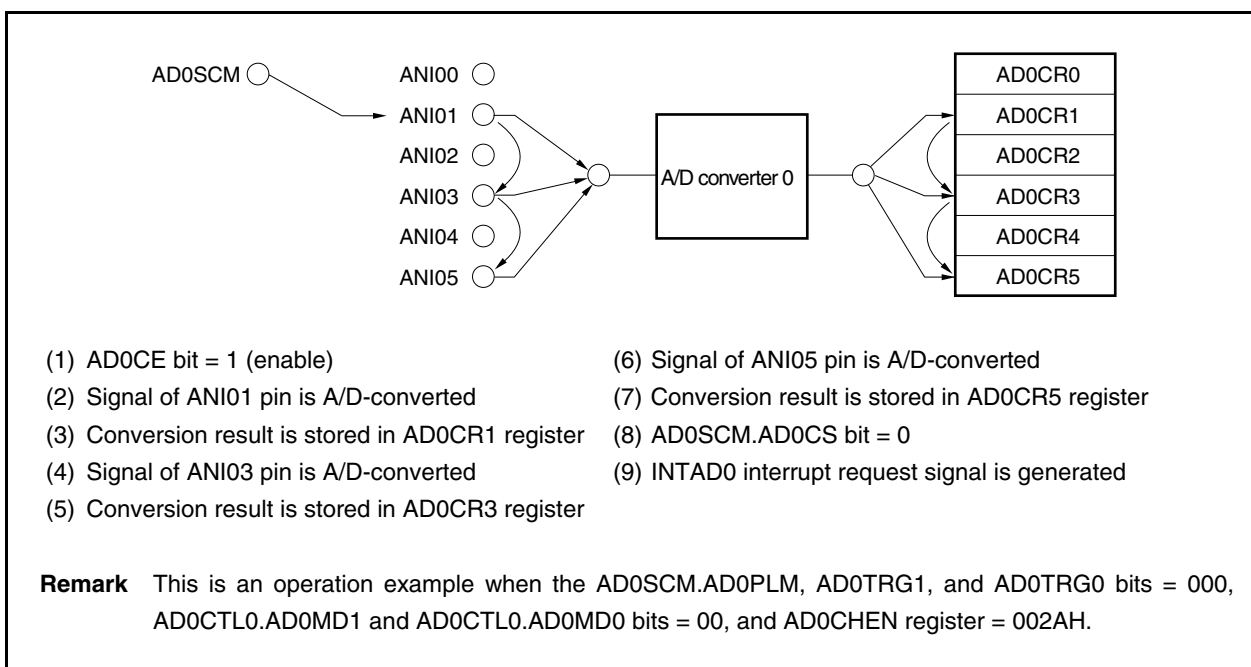 AD0SCM
ANI00
ANI01
ANI02
ANI03
ANI04
ANI05
A/D converter 0
AD0CR0
AD0CR1
AD0CR2
AD0CR3
AD0CR4
AD0CR5
(1) AD0CE bit = 1 (enable)
(2) Signal of ANI01 pin is A/D-converted
(3) Conversion result is stored in AD0CR1 register
(4) Signal of ANI03 pin is A/D-converted
(5) Conversion result is stored in AD0CR3 register
(6) Signal of ANI05 pin is A/D-converted
(7) Conversion result is stored in AD0CR5 register
(8) AD0SCM.AD0CS bit = 0
(9) INTAD0 interrupt request signal is generated
Remark This is an operation example when the AD0SCM.AD0PLM, AD0TRG1, and AD0TRG0 bits = 000,
AD0CTL0.AD0MD1 and AD0CTL0.AD0MD0 bits = 00, and AD0CHEN register = 002AH.